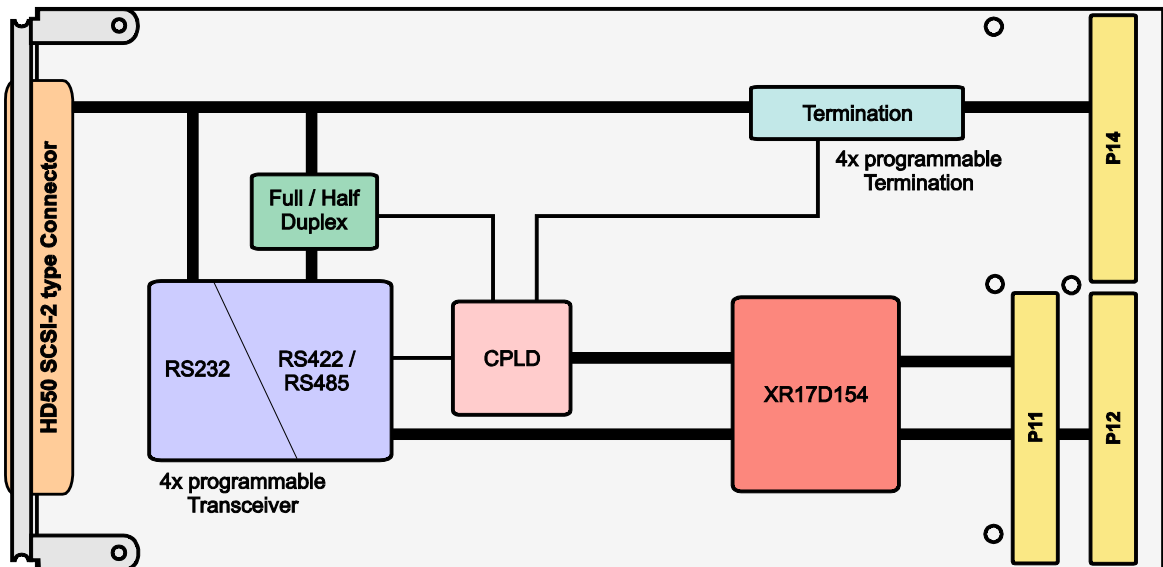 HD50 SCSI-2 type Connector
Termination
4x programmable
Termination
P14
Full / Half
Duplex
RS232
RS422 /
RS485
CPLD
XR17D154
P11
P12
4x programmable
Transceiver